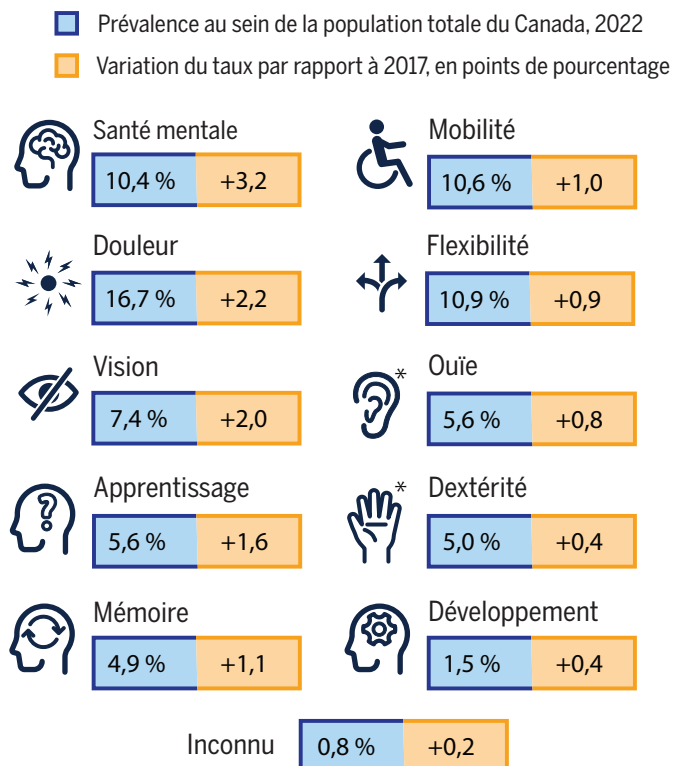 Prévalence au sein de la population totale du Canada, 2022
Variation du taux par rapport à 2017, en points de pourcentage
Santé mentale
10,4 % +3,2
Mobilité
10,6 % +1,0
Douleur
16,7 % +2,2
Flexibilité
10,9 % +0,9
Vision
7,4 % +2,0
* Ouïe
5,6 % +0,8
Apprentissage
5,6 % +1,6
* Dextérité
5,0 % +0,4
Mémoire
4,9 % +1,1
Développement
1,5 % +0,4
Inconnu 0,8 % +0,2